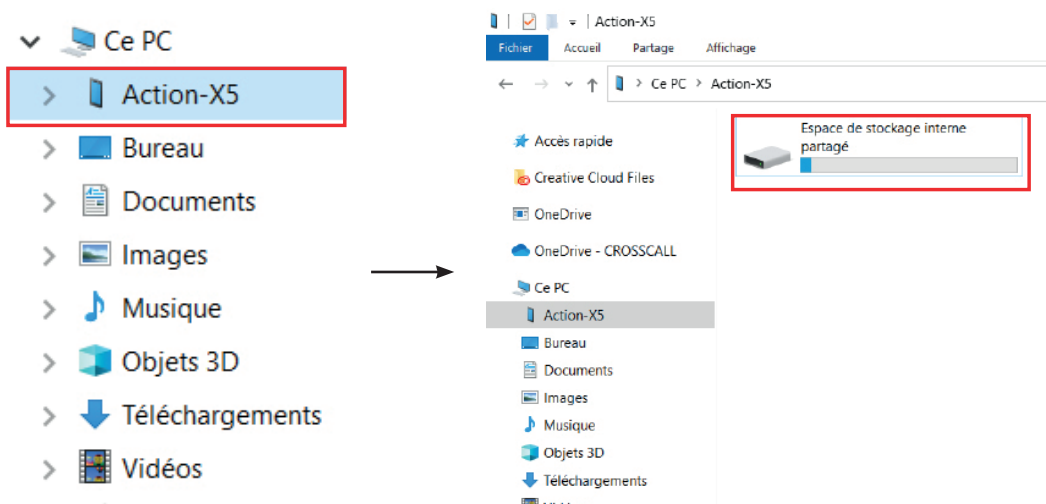 Ce PC
Action-X5
Bureau
Documents
Images
Musique
Objets 3D
Téléchargements
Vidéos
Action-X5
Fichier Accueil Partage Affichage
Ce PC Action-X5
Accès rapide
Creative Cloud Files
OneDrive
OneDrive - CROSSCALL
Ce PC
Action-X5
Bureau
Documents
Images
Musique
Objets 3D
Téléchargements
Espace de stockage interne
partagé